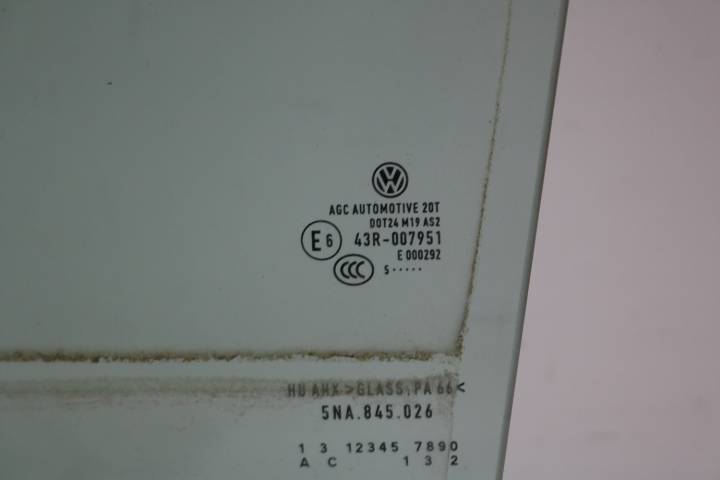 VW
AGC AUTOMOTIVE 20T
DOT24 M19 AS2
E6 43R-007951
E 000292
CCC S·····
HU AHX >GLASS,PA 66<
5NA.845.026
1 3 12345 7890
A C 1 3 2